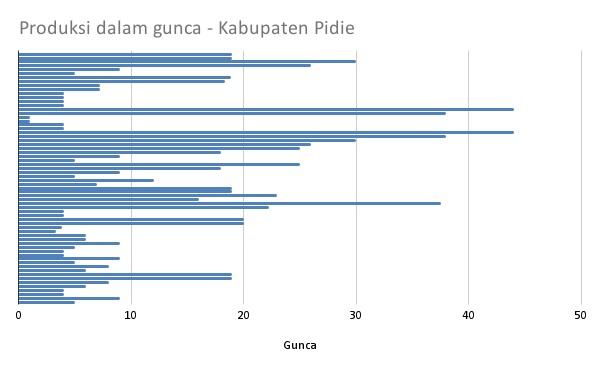 Produksi dalam gunca - Kabupaten Pidie
0 10 20 30 40 50
Gunca